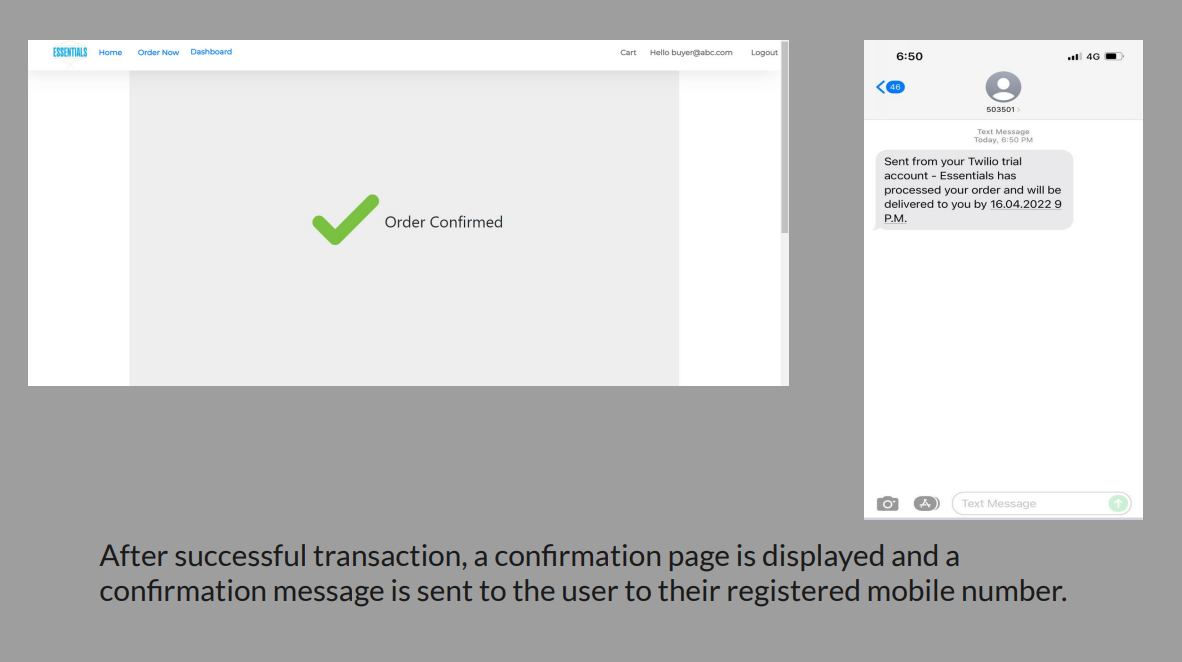 ESSENTIALS Home Order Now Dashboard Cart Hello buyer@abc.com Logout
Order Confirmed
6:50 4G
46
503501
Text Message
Today, 6:50 PM
Sent from your Twilio trial
account - Essentials has
processed your order and will be
delivered to you by 16.04.2022 9
P.M.
Text Message
After successful transaction, a confirmation page is displayed and a
confirmation message is sent to the user to their registered mobile number.